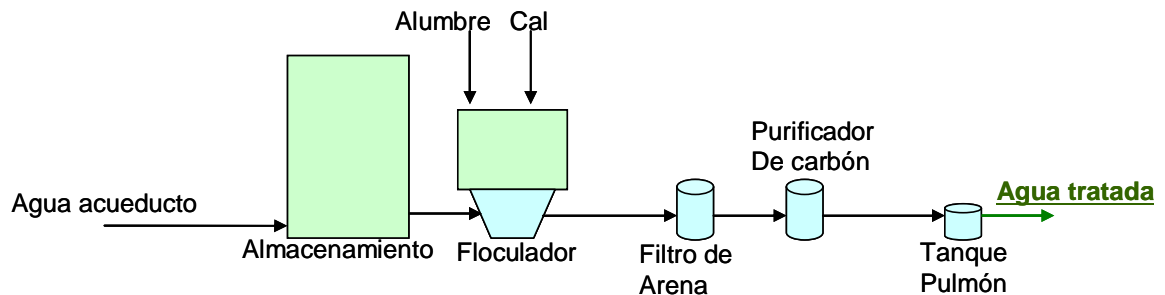 Alumbre Cal
Purificador
De carbón
Agua tratada
Agua acueducto
Almacenamiento
Floculador
Filtro de
Arena
Tanque
Pulmón